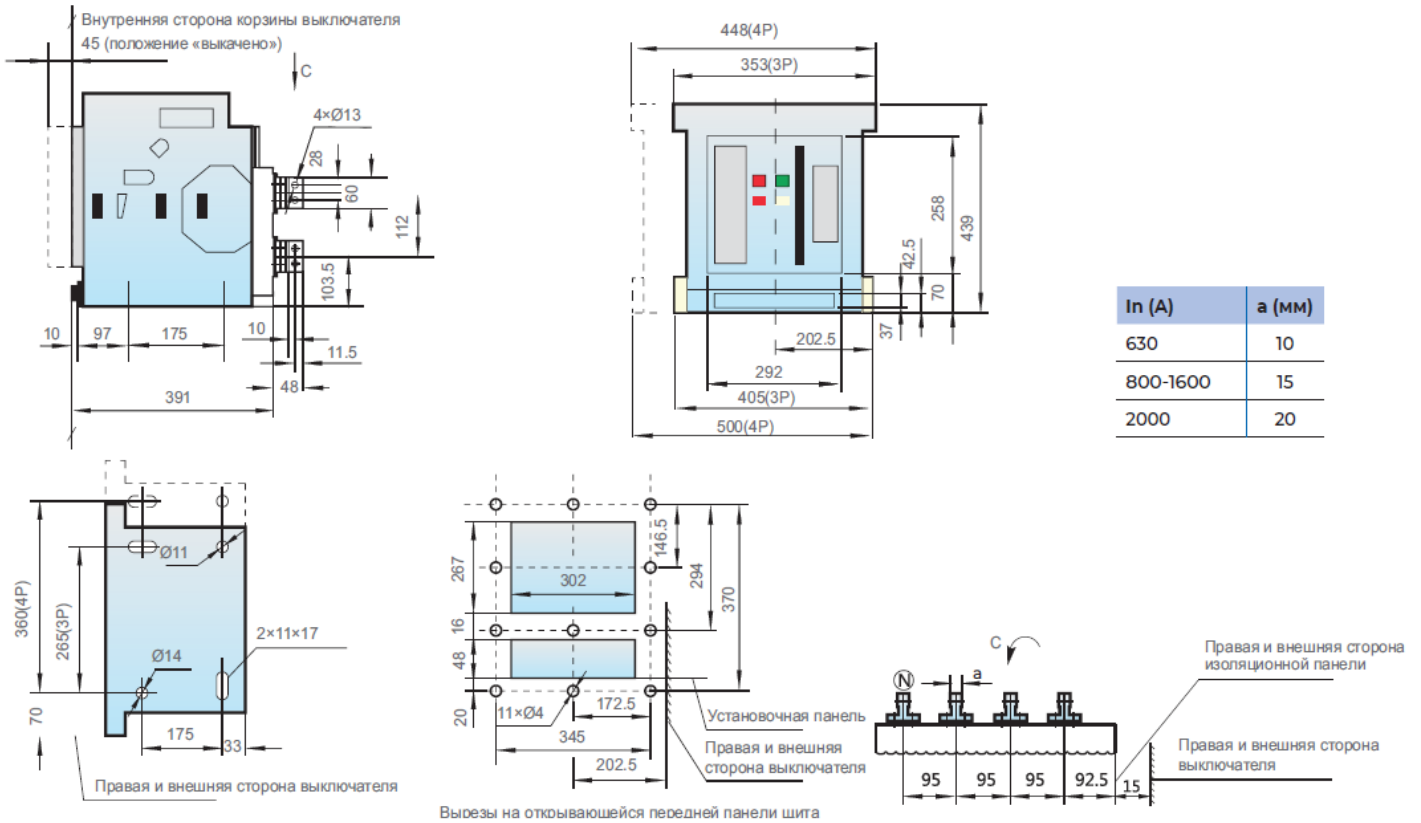 Внутренняя сторона корзины выключателя
45 (положение «выкачено»)
C
4×Ø13
28
60
112
103.5
10
97
175
10
11.5
48
391
448(4P)
353(3P)
258
439
42.5
70
37
202.5
292
405(3P)
500(4P)
In (A)
a (мм)
630
10
800-1600
15
2000
20
360(4P)
265(3P)
Ø11
2×11×17
Ø14
70
175
33
Правая и внешняя сторона выключателя
267
302
146.5
294
370
16
48
20
11×Ø4
172.5
345
202.5
Установочная панель
Правая и внешняя
сторона выключателя
Вырезы на открывающейся передней панели щита
C
N
a
Правая и внешняя сторона
изоляционной панели
Правая и внешняя сторона
выключателя
95
95
95
92.5
15